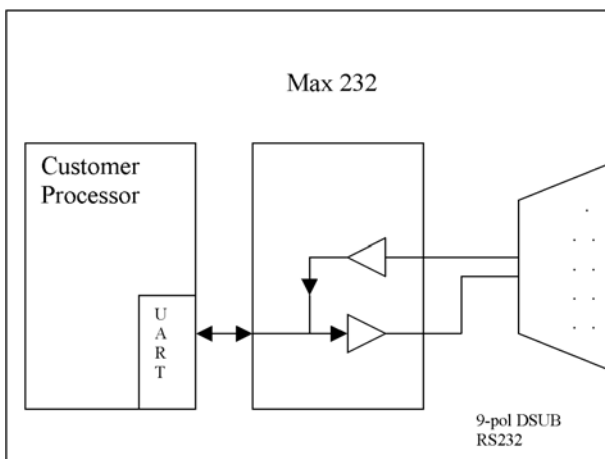 Max 232
Customer
Processor
U
A
R
T
9-pol DSUB
RS232